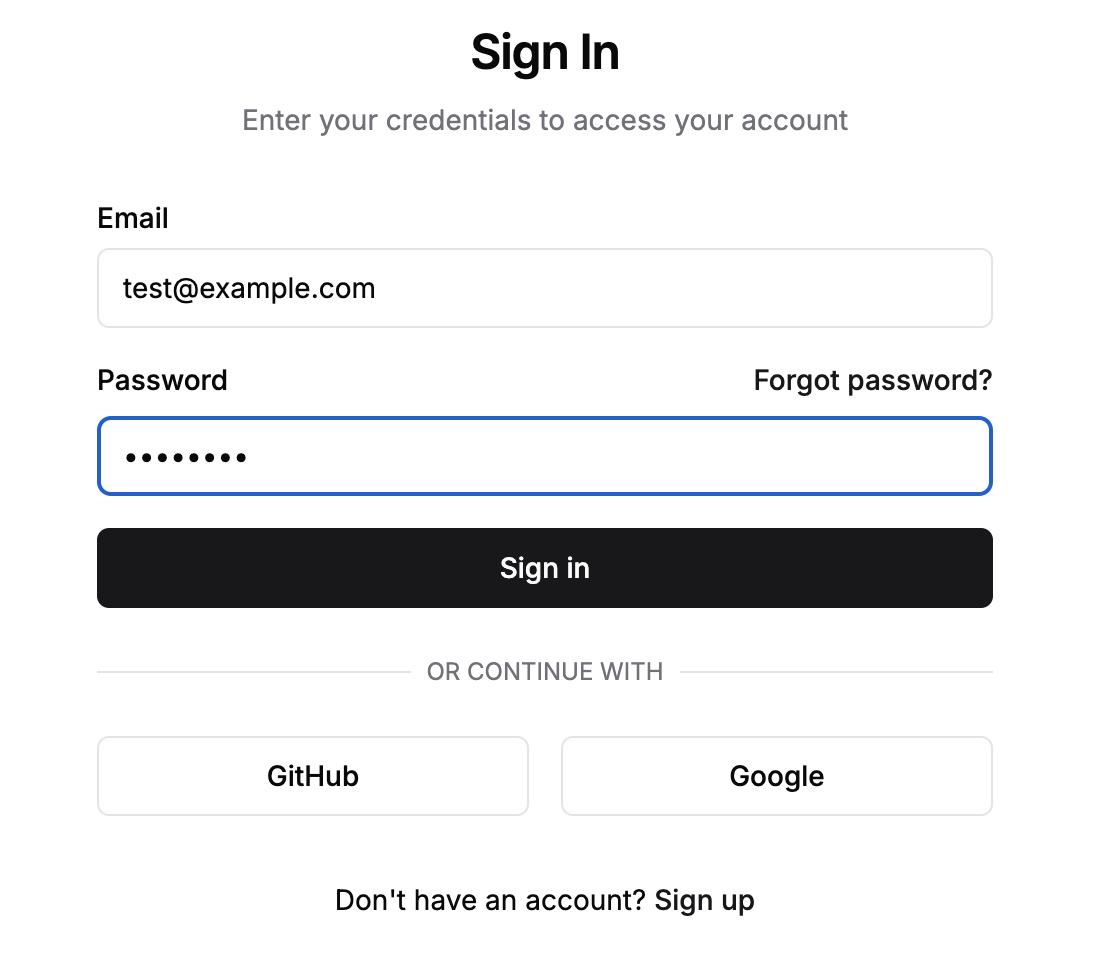 Sign In
Enter your credentials to access your account
Email
test@example.com
Password Forgot password?
••••••••
Sign in
OR CONTINUE WITH
GitHub Google
Don't have an account? Sign up